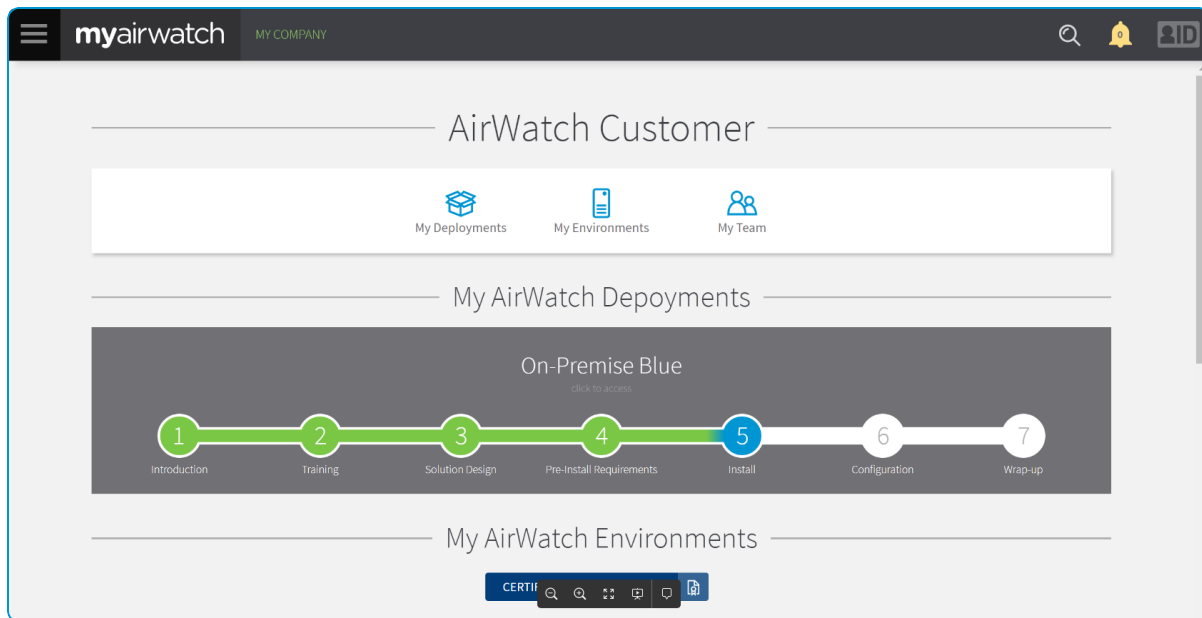 myairwatch MY COMPANY 0 ID
AirWatch Customer
My Deployments My Environments My Team
My AirWatch Depoyments
On-Premise Blue
click to access
1 2 3 4 5 6 7
Introduction Training Solution Design Pre-Install Requirements Install Configuration Wrap-up
My AirWatch Environments